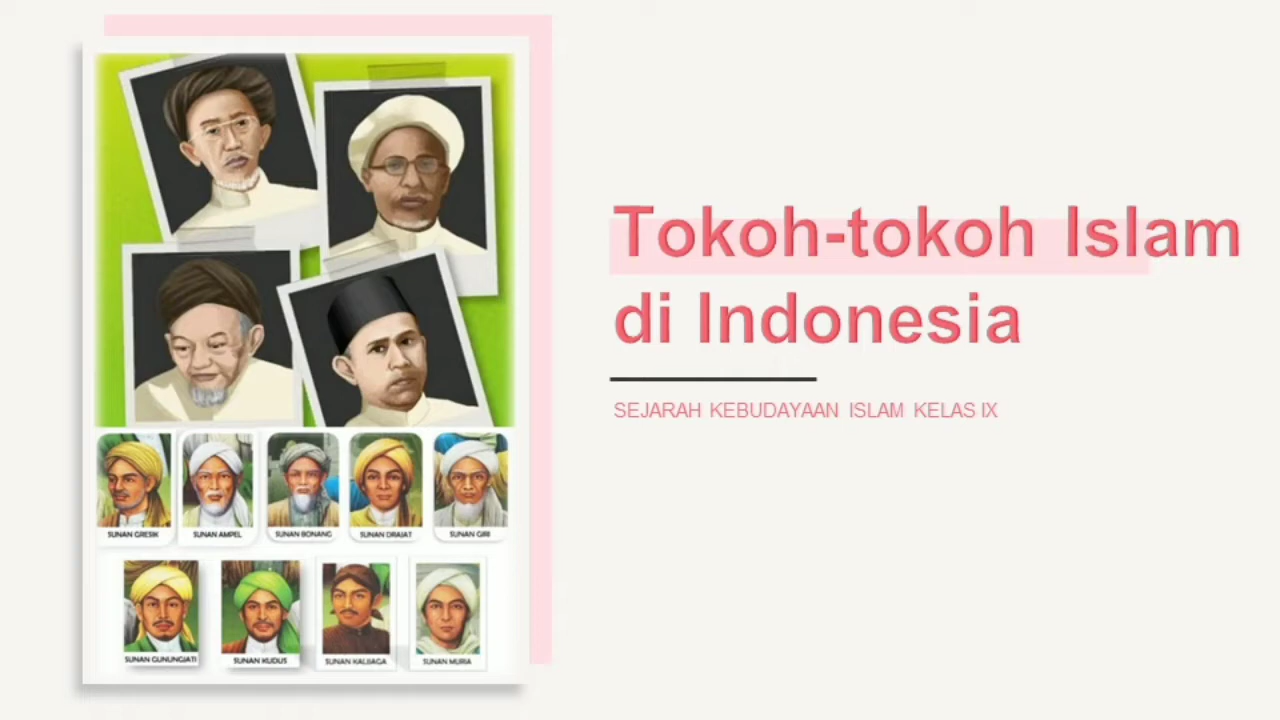 Tokoh-tokoh Islam
di Indonesia
SEJARAH KEBUDAYAAN ISLAM KELAS IX
SUNAN GRESIK
SUNAN AMPEL
SUNAN BONANG
SUNAN DRAJAT
SUNAN GIRI
SUNAN GUNUNGJATI
SUNAN KUDUS
SUNAN KALIJAGA
SUNAN MURIA